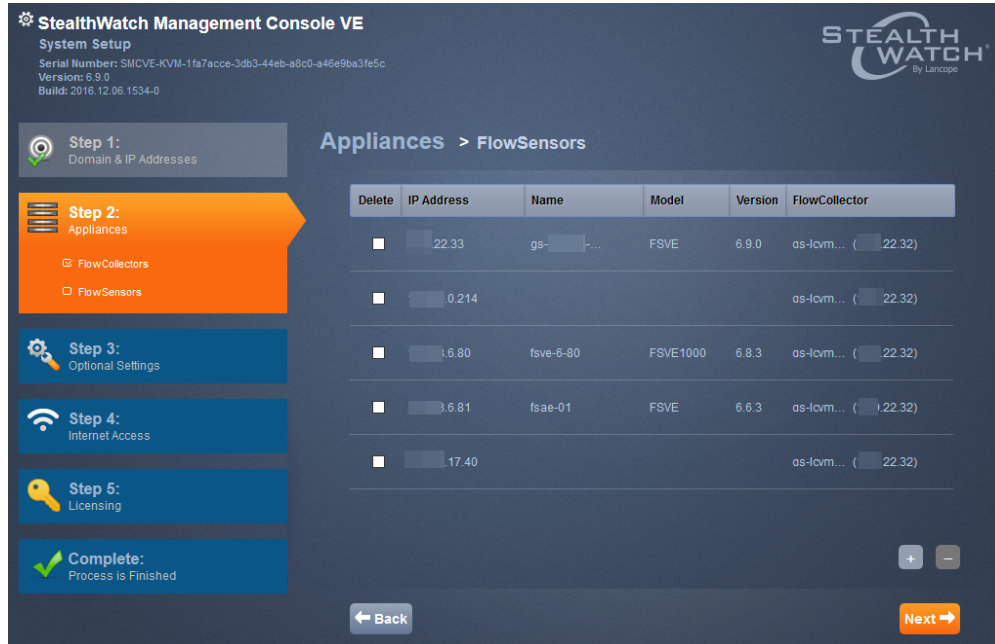 StealthWatch Management Console VE
System Setup
Serial Number: SMCVE-KVM-1fa7acce-3db3-44eb-a8c0-a46e9ba3fe5c
Version: 6.9.0
Build: 2016.12.06.1534-0
STEALTH
WATCH
By Lancope
Step 1:
Domain & IP Addresses
Step 2:
Appliances
FlowCollectors
FlowSensors
Step 3:
Optional Settings
Step 4:
Internet Access
Step 5:
Licensing
Complete:
Process is Finished
Appliances > FlowSensors
Delete IP Address Name Model Version FlowCollector
.22.33 gs- -... FSVE 6.9.0 gs-lcvm... ( .22.32)
.0.214 gs-lcvm... ( 22.32)
.6.80 fsve-6-80 FSVE1000 6.8.3 gs-lcvm... ( .22.32)
.6.81 fsae-01 FSVE 6.6.3 gs-lcvm... ( .22.32)
.17.40 gs-lcvm... ( 22.32)
+ −
Back
Next